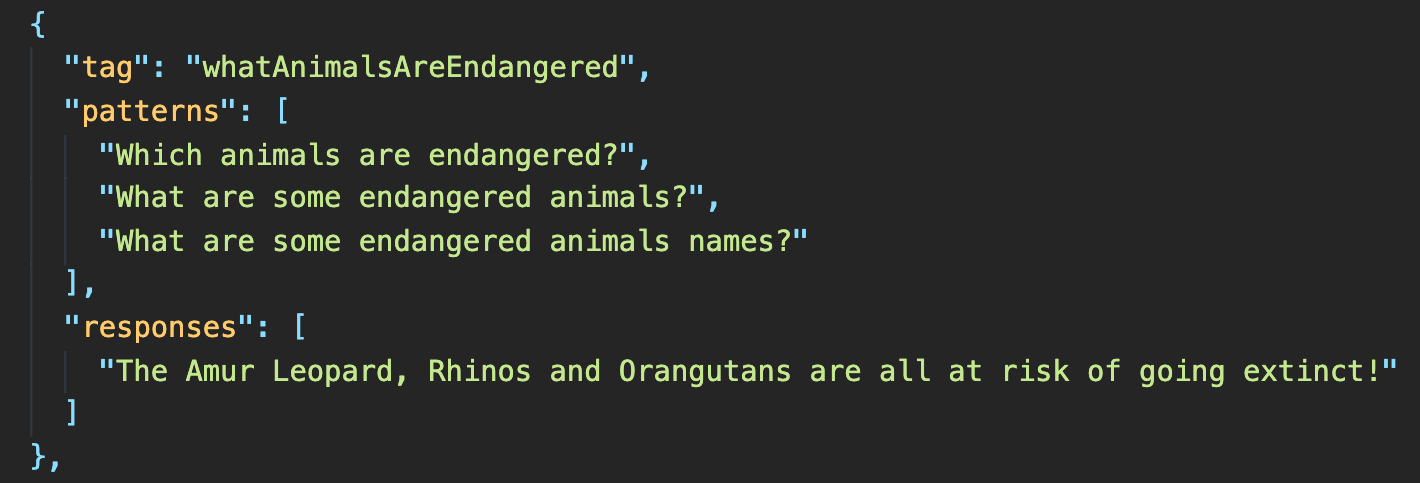 {
"tag": "whatAnimalsAreEndangered",
"patterns": [
"Which animals are endangered?",
"What are some endangered animals?",
"What are some endangered animals names?"
],
"responses": [
"The Amur Leopard, Rhinos and Orangutans are all at risk of going extinct!"
]
},